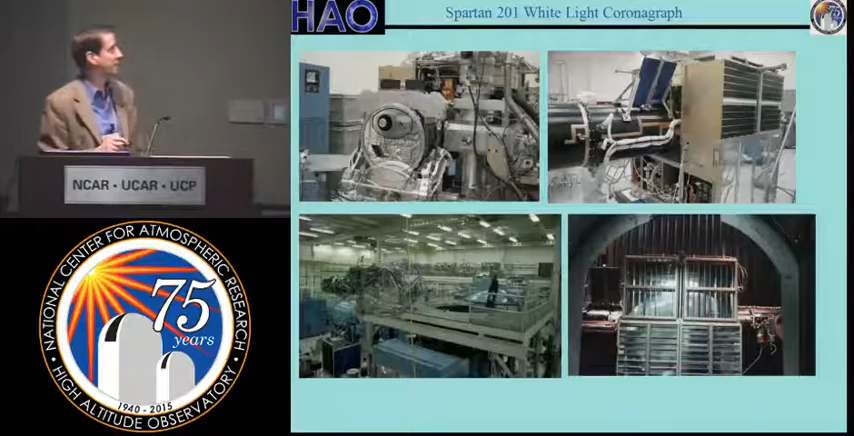 HAO
Spartan 201 White Light Coronagraph
NCAR • UCAR • UCP
NATIONAL CENTER FOR ATMOSPHERIC RESEARCH
75
years
1940 - 2015
HIGH ALTITUDE OBSERVATORY